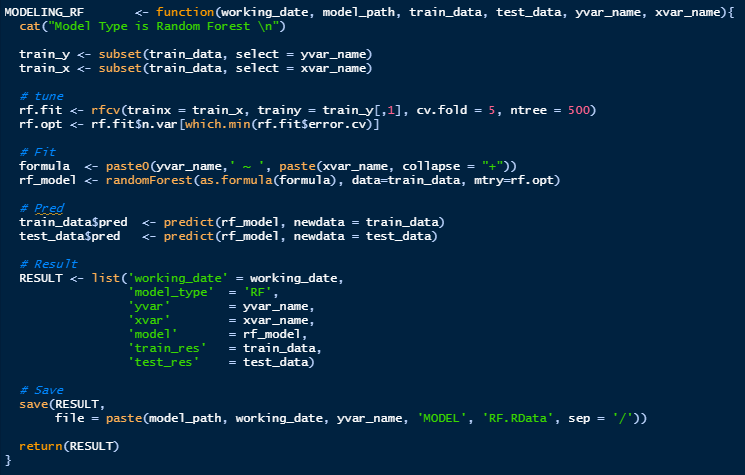 MODELING_RF       <- function(working_date, model_path, train_data, test_data, yvar_name, xvar_name){
  cat("Model Type is Random Forest \n")

  train_y <- subset(train_data, select = yvar_name)
  train_x <- subset(train_data, select = xvar_name)

  # tune
  rf.fit <- rfcv(trainx = train_x, trainy = train_y[,1], cv.fold = 5, ntree = 500)
  rf.opt <- rf.fit$n.var[which.min(rf.fit$error.cv)]

  # Fit
  formula  <- paste0(yvar_name,' ~ ', paste(xvar_name, collapse = "+"))
  rf_model <- randomForest(as.formula(formula), data=train_data, mtry=rf.opt)

  # Pred
  train_data$pred  <- predict(rf_model, newdata = train_data)
  test_data$pred   <- predict(rf_model, newdata = test_data)

  # Result
  RESULT <- list('working_date' = working_date,
                 'model_type'  = 'RF',
                 'yvar'        = yvar_name,
                 'xvar'        = xvar_name,
                 'model'       = rf_model,
                 'train_res'   = train_data,
                 'test_res'    = test_data)

  # Save
  save(RESULT,
       file = paste(model_path, working_date, yvar_name, 'MODEL', 'RF.RData', sep = '/'))

  return(RESULT)
}